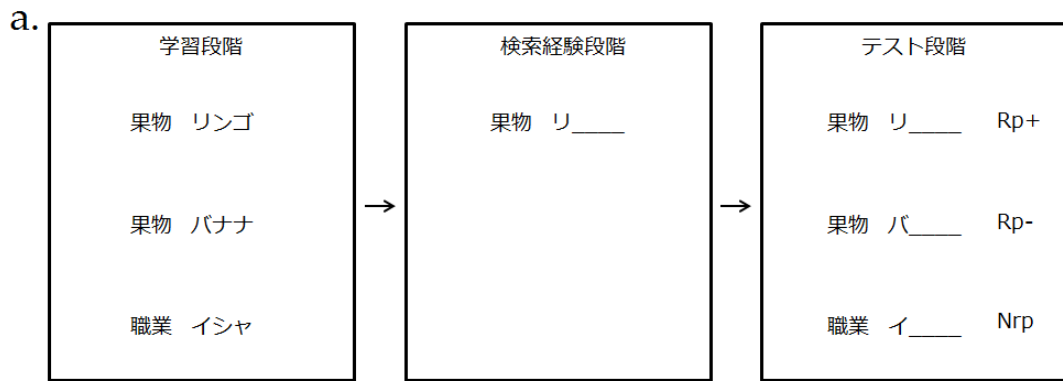 a.
学習段階
果物 リンゴ
果物 バナナ
職業 イシャ
→
検索経験段階
果物 リ____
→
テスト段階
果物 リ____ Rp+
果物 バ____ Rp-
職業 イ____ Nrp